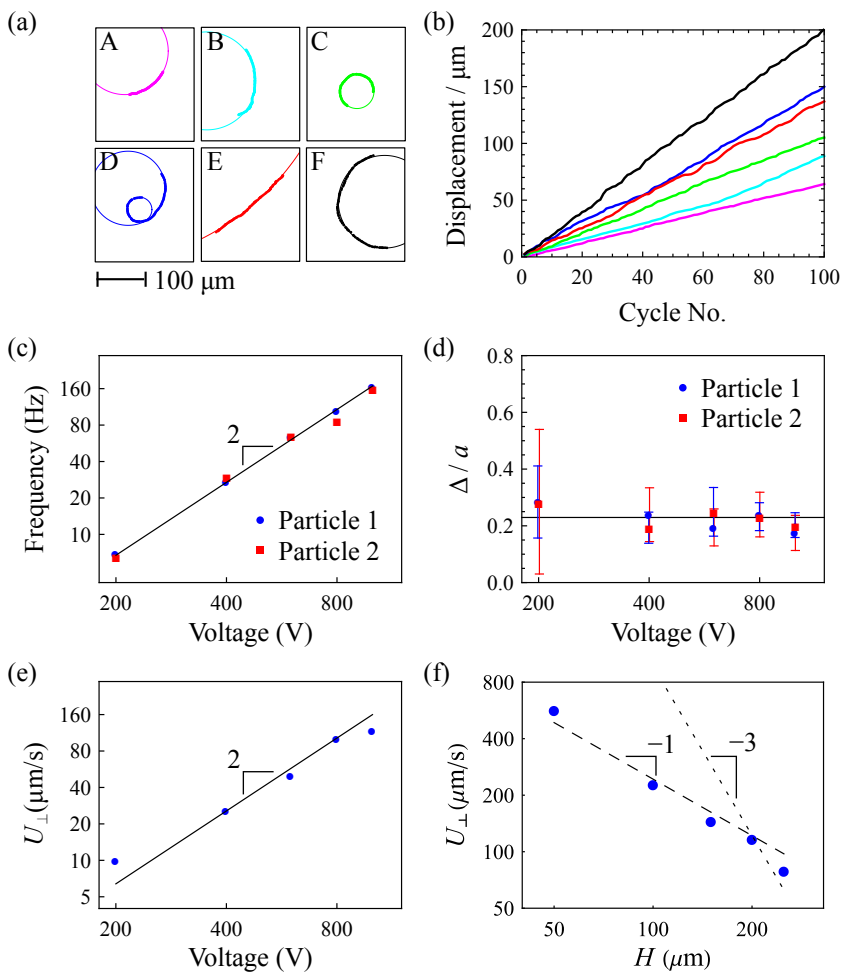 (a)
A
B
C
D
E
F
100 μm
(b)
Displacement / μm
200
150
100
50
0
0
20
40
60
80
100
Cycle No.
(c)
Frequency (Hz)
160
80
40
20
10
2
Particle 1
Particle 2
200
400
800
Voltage (V)
(d)
Δ / a
0.8
0.6
0.4
0.2
0.0
Particle 1
Particle 2
200
400
800
Voltage (V)
(e)
U⊥(μm/s)
160
80
40
20
10
5
2
200
400
800
Voltage (V)
(f)
U⊥(μm/s)
800
400
200
100
50
−1
−3
50
100
200
H (μm)